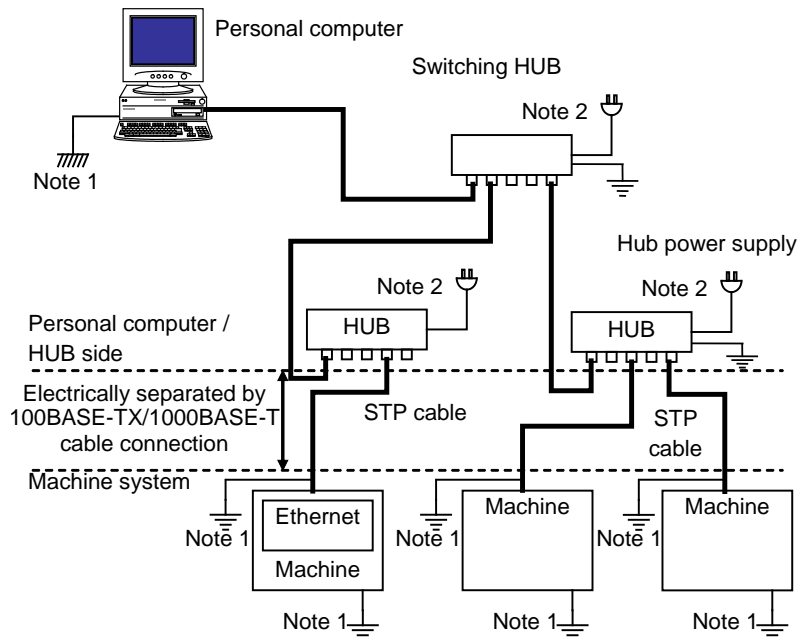 Personal computer
Switching HUB
Note 2
Note 1
Hub power supply
Note 2
Note 2
HUB
HUB
Personal computer /
HUB side
Electrically separated by
100BASE-TX/1000BASE-T
cable connection
STP cable
STP
cable
Machine system
Ethernet
Machine
Machine
Machine
Note 1
Note 1
Note 1
Note 1
Note 1
Note 1